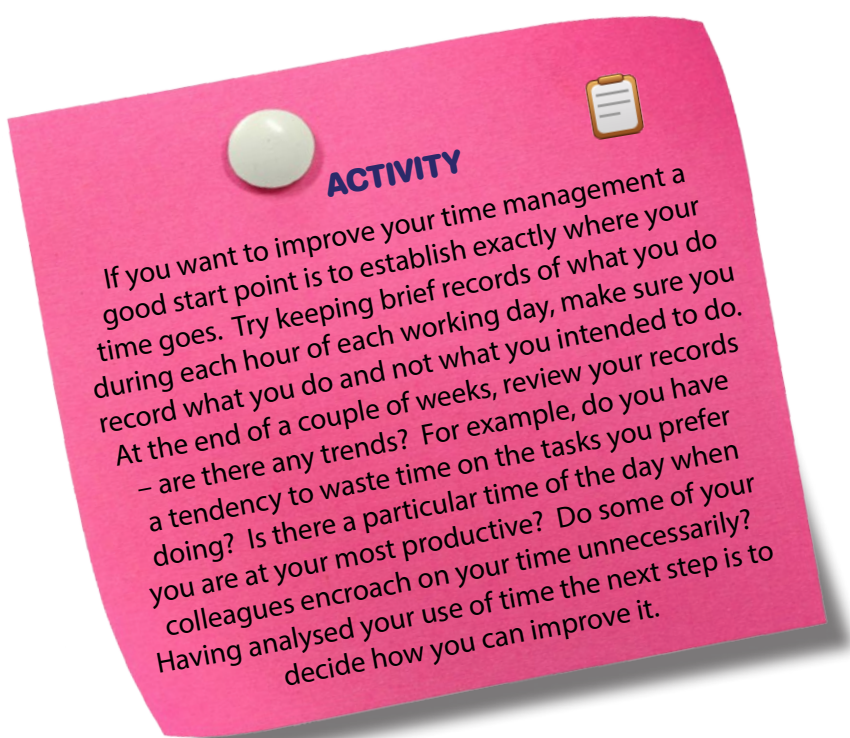 ACTIVITY
If you want to improve your time management a
good start point is to establish exactly where your
time goes.  Try keeping brief records of what you do
during each hour of each working day, make sure you
record what you do and not what you intended to do.
At the end of a couple of weeks, review your records
– are there any trends?  For example, do you have
a tendency to waste time on the tasks you prefer
doing?  Is there a particular time of the day when
you are at your most productive?  Do some of your
colleagues encroach on your time unnecessarily?
Having analysed your use of time the next step is to
decide how you can improve it.